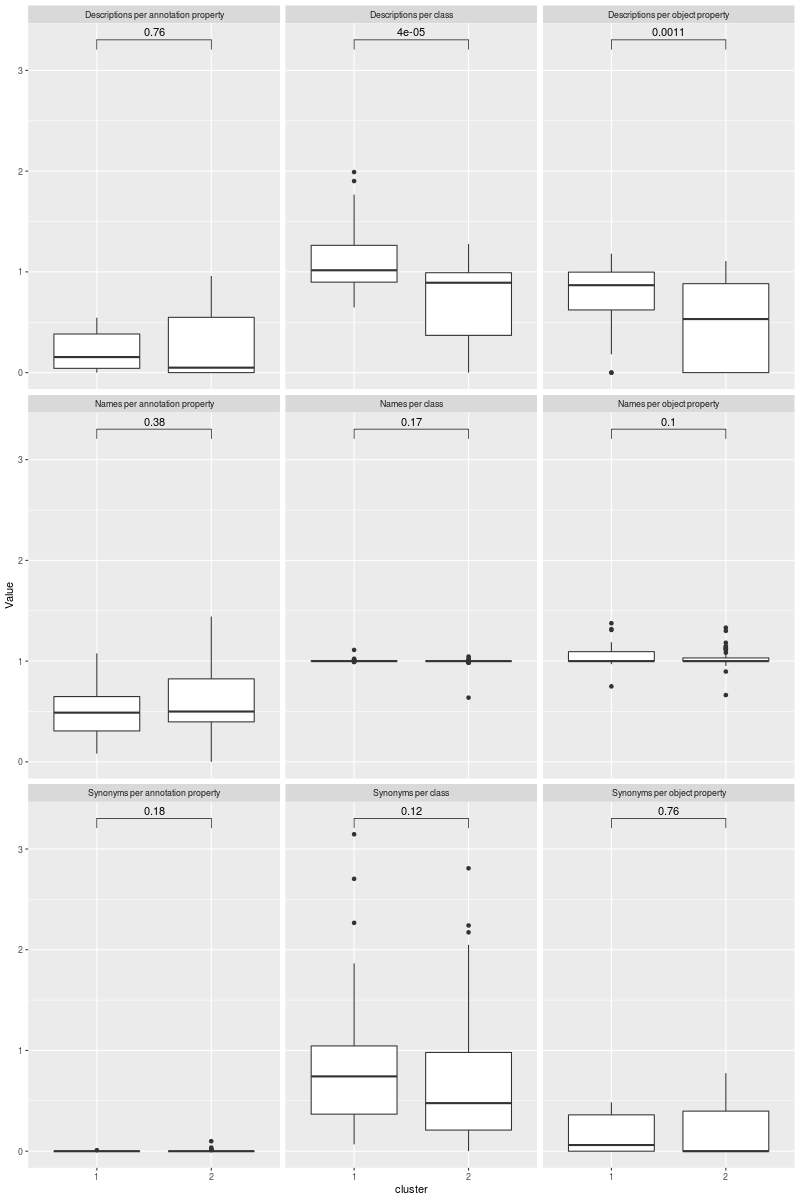 Descriptions per annotation property Descriptions per class Descriptions per object property
0.76 4e-05 0.0011
3
2
1
0
Names per annotation property Names per class Names per object property
0.38 0.17 0.1
3
2
1
0
Value
Synonyms per annotation property Synonyms per class Synonyms per object property
0.18 0.12 0.76
3
2
1
0
1 2 1 2 1 2
cluster